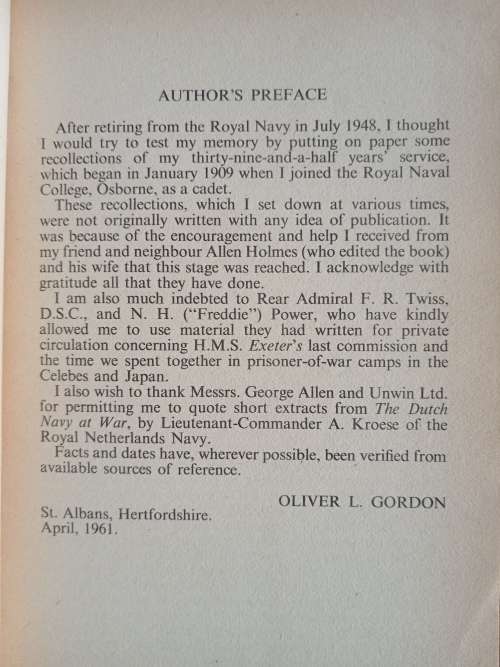 AUTHOR'S PREFACE
After retiring from the Royal Navy in July 1948, I thought
I would try to test my memory by putting on paper some
recollections of my thirty-nine-and-a-half years' service,
which began in January 1909 when I joined the Royal Naval
College, Osborne, as a cadet.
These recollections, which I set down at various times,
were not originally written with any idea of publication. It
was because of the encouragement and help I received from
my friend and neighbour Allen Holmes (who edited the book)
and his wife that this stage was reached. I acknowledge with
gratitude all that they have done.
I am also much indebted to Rear Admiral F. R. Twiss,
D.S.C., and N. H. ("Freddie") Power, who have kindly
allowed me to use material they had written for private
circulation concerning H.M.S. Exeter's last commission and
the time we spent together in prisoner-of-war camps in the
Celebes and Japan.
I also wish to thank Messrs. George Allen and Unwin Ltd.
for permitting me to quote short extracts from The Dutch
Navy at War, by Lieutenant-Commander A. Kroese of the
Royal Netherlands Navy.
Facts and dates have, wherever possible, been verified from
available sources of reference.
OLIVER L. GORDON
St. Albans, Hertfordshire.
April, 1961.